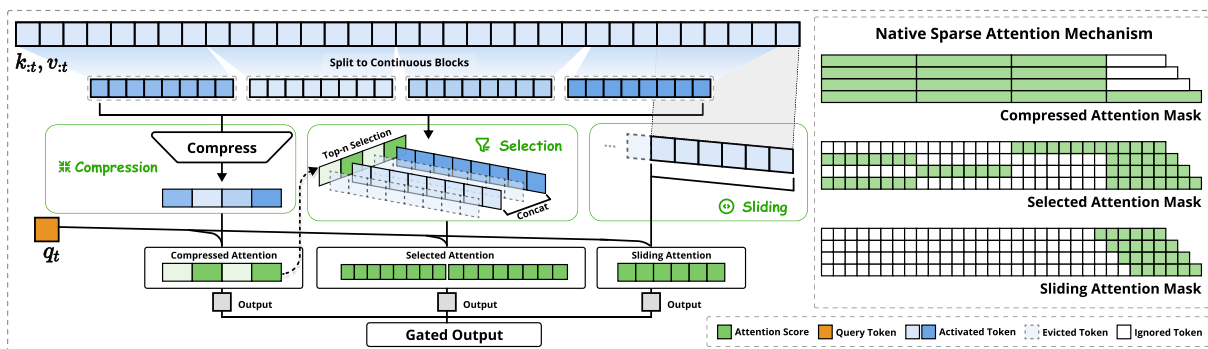 Native Sparse Attention Mechanism
k:t, v:t
Split to Continuous Blocks
Compressed Attention Mask
Compress
Compression
Top-n Selection
Selection
Concat
...
Sliding
Selected Attention Mask
qt
Compressed Attention
Selected Attention
Sliding Attention
Output
Output
Output
Sliding Attention Mask
Gated Output
Attention Score
Query Token
Activated Token
Evicted Token
Ignored Token